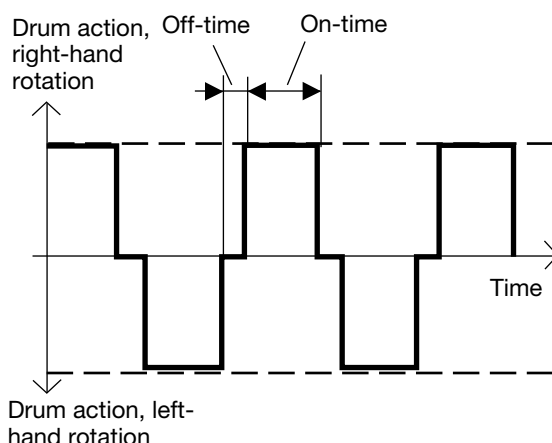 Drum action,
right-hand
rotation
Off-time
On-time
Time
Drum action, left-
hand rotation